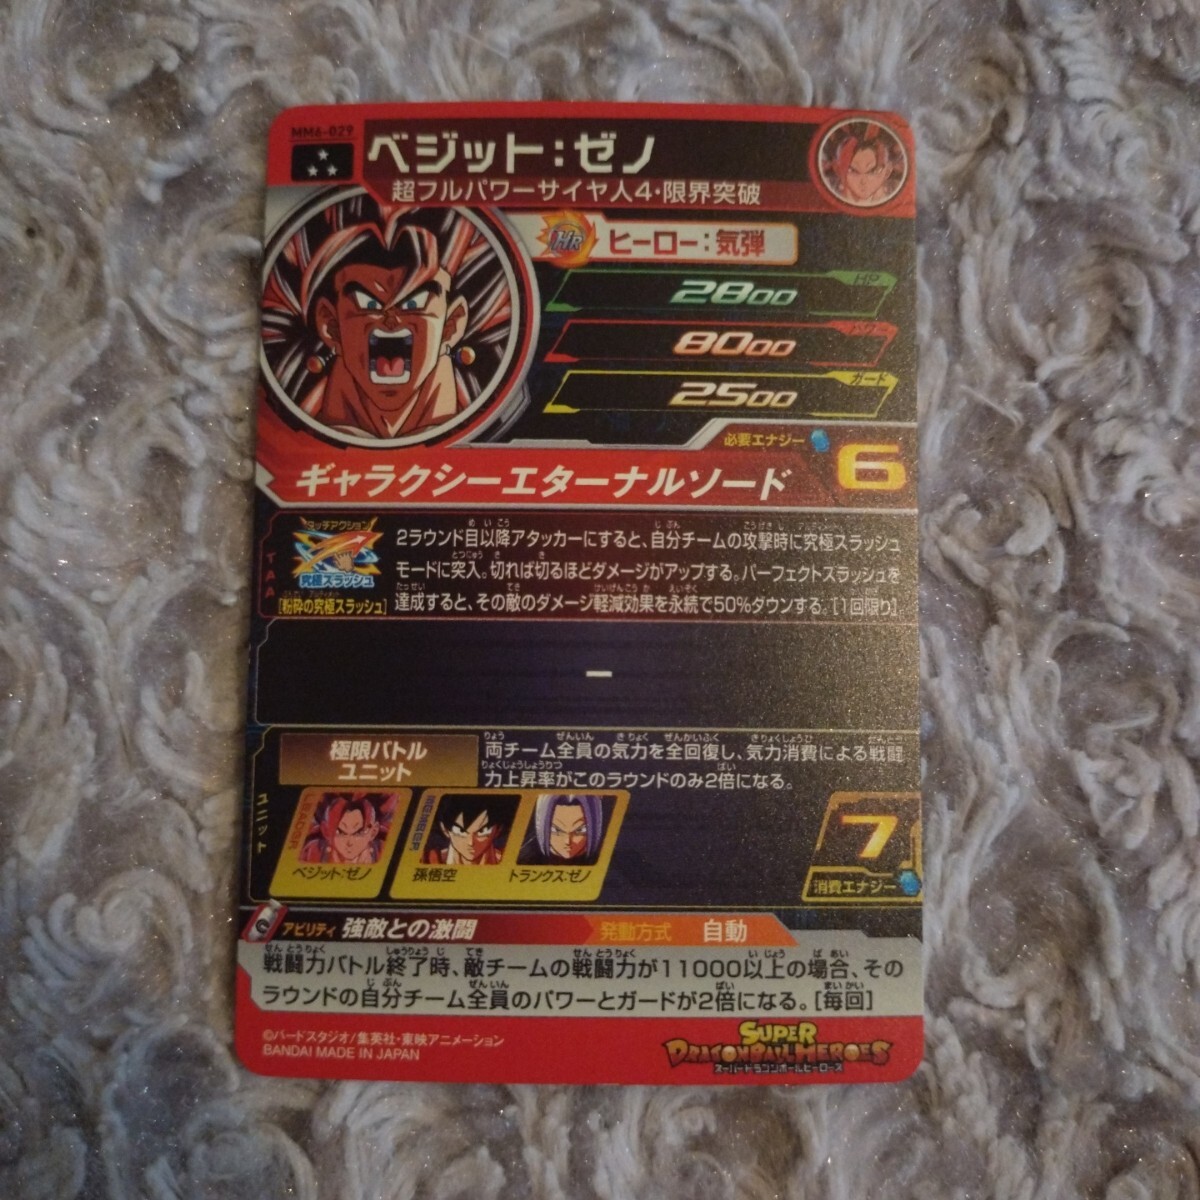 MM6-029
ベジット:ゼノ
超フルパワーサイヤ人4・限界突破
HR ヒーロー:気弾
HP
2800
パワー
8000
ガード
2500
必要エナジー 6
ギャラクシーエターナルソード
TAA
タッチアクション
究極スラッシュ
[粉砕の究極スラッシュ]
2ラウンド目以降アタッカーにすると、自分チームの攻撃時に究極スラッシュ
モードに突入。切れば切るほどダメージがアップする。パーフェクトスラッシュを
達成すると、その敵のダメージ軽減効果を永続で50%ダウンする。[1回限り]
ー
ユニット
極限バトル
ユニット
両チーム全員の気力を全回復し、気力消費による戦闘
力上昇率がこのラウンドのみ2倍になる。
LEADER
ベジット:ゼノ
MEMBER
孫悟空
トランクス:ゼノ
7
消費エナジー
アビリティ 強敵との激闘 発動方式 自動
戦闘力バトル終了時、敵チームの戦闘力が11000以上の場合、その
ラウンドの自分チーム全員のパワーとガードが2倍になる。[毎回]
©バードスタジオ/集英社・東映アニメーション
BANDAI MADE IN JAPAN
SUPER
DRAGONBALL HEROES
スーパードラゴンボールヒーローズ